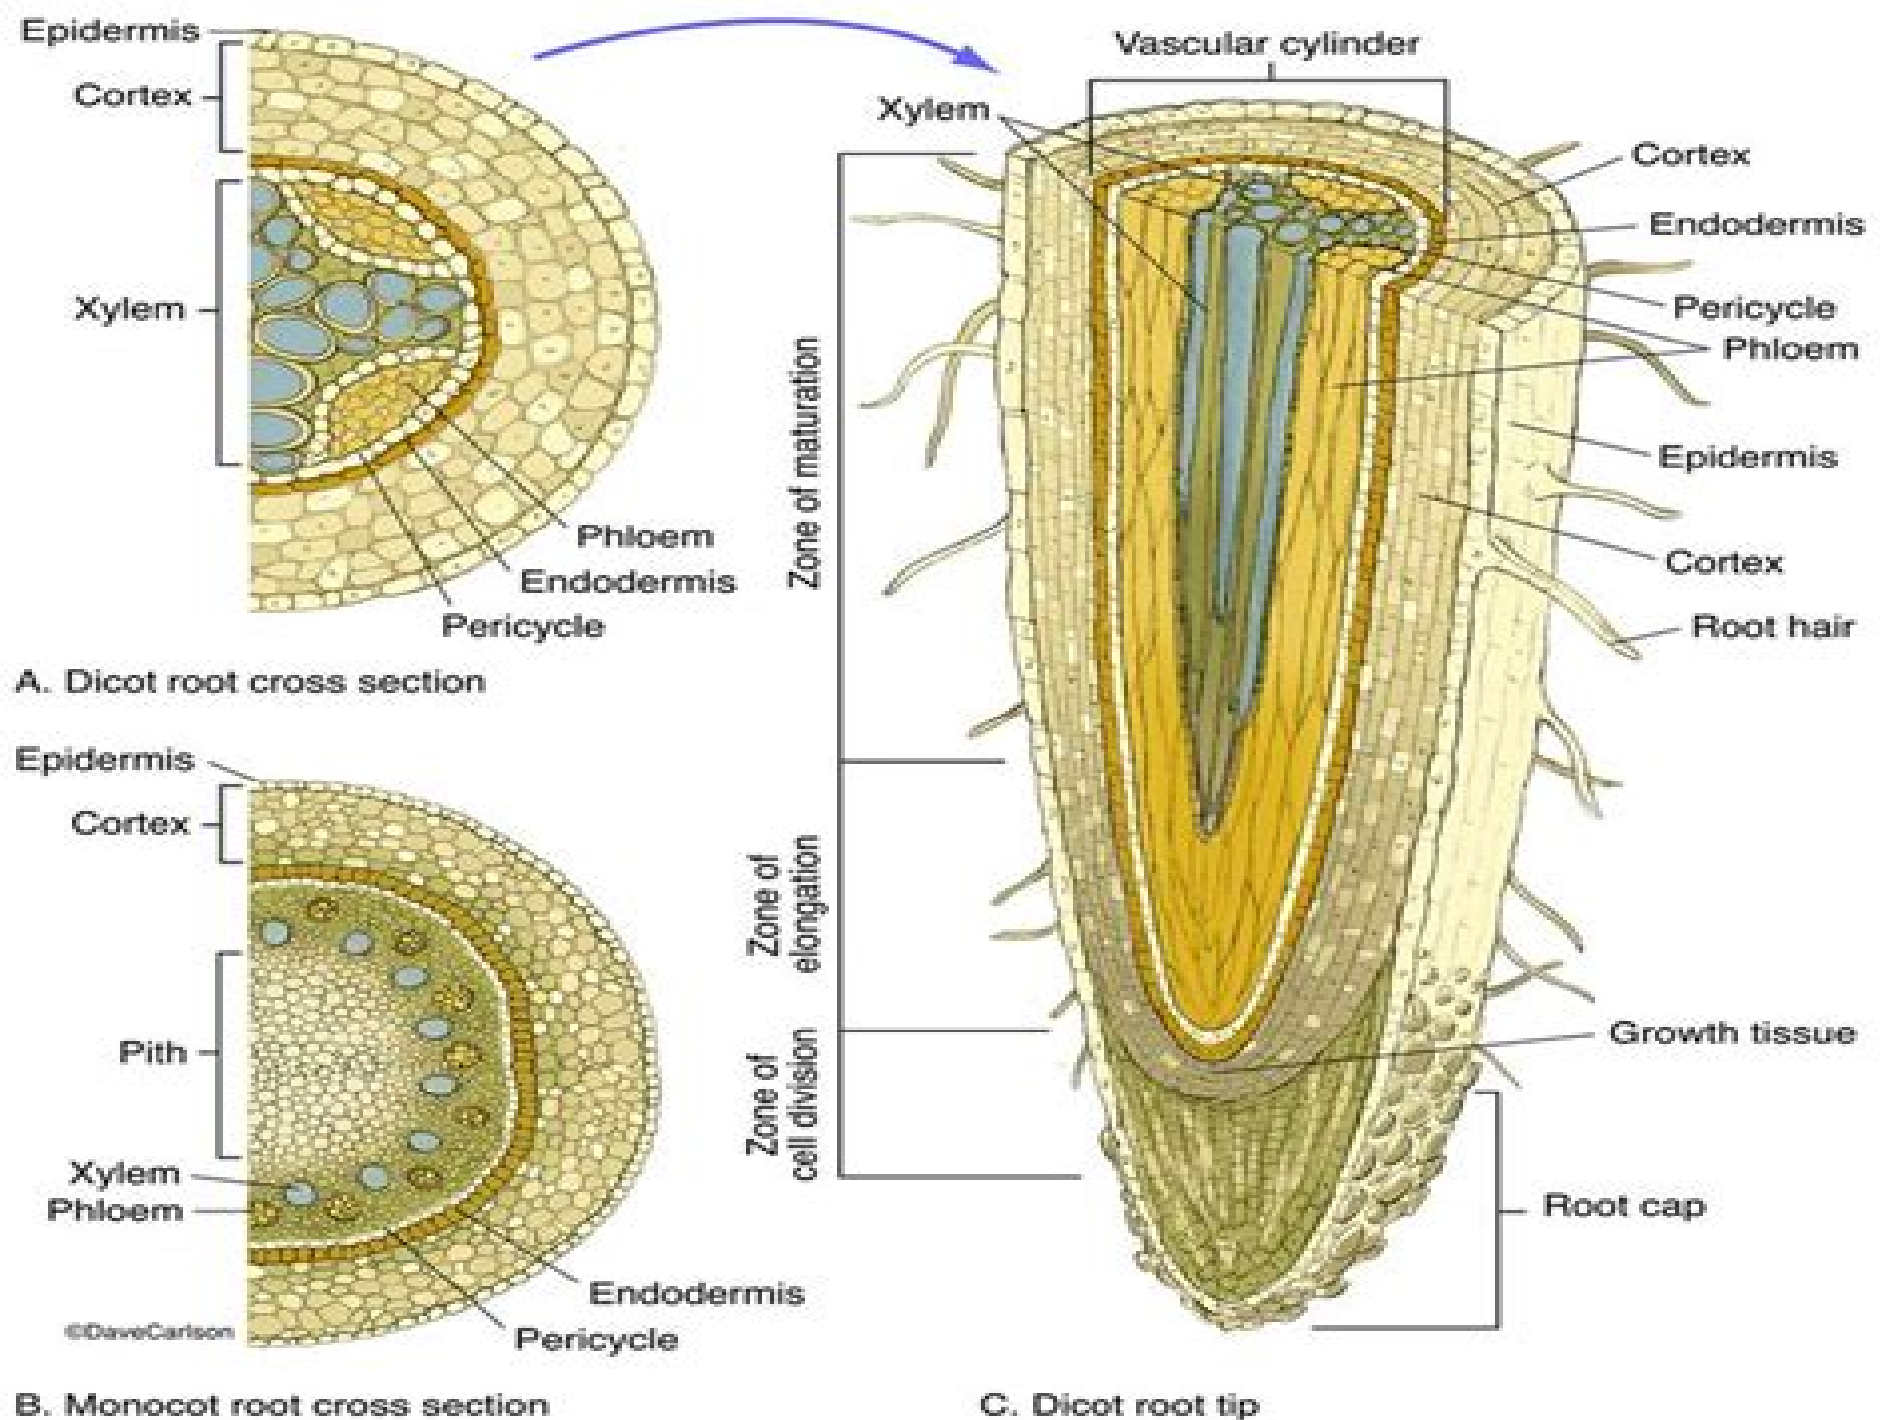 Epidermis
Cortex
Xylem
Phloem
Endodermis
Pericycle
A. Dicot root cross section
Epidermis
Cortex
Pith
Xylem
Phloem
Endodermis
Pericycle
©DaveCarlson
B. Monocot root cross section
Vascular cylinder
Xylem
Cortex
Endodermis
Pericycle
Phloem
Epidermis
Cortex
Root hair
Zone of maturation
Zone of
elongation
Zone of
cell division
Growth tissue
Root cap
C. Dicot root tip